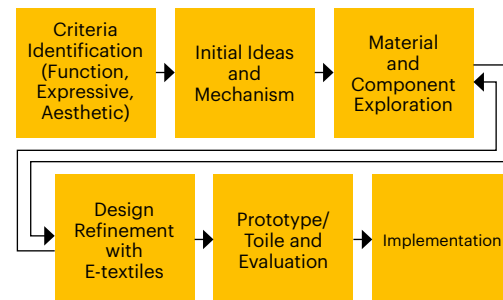 Criteria
Identification
(Function,
Expressive,
Aesthetic)
Initial Ideas
and
Mechanism
Material
and
Component
Exploration
Design
Refinement
with
E-textiles
Prototype/
Toile and
Evaluation
Implementation